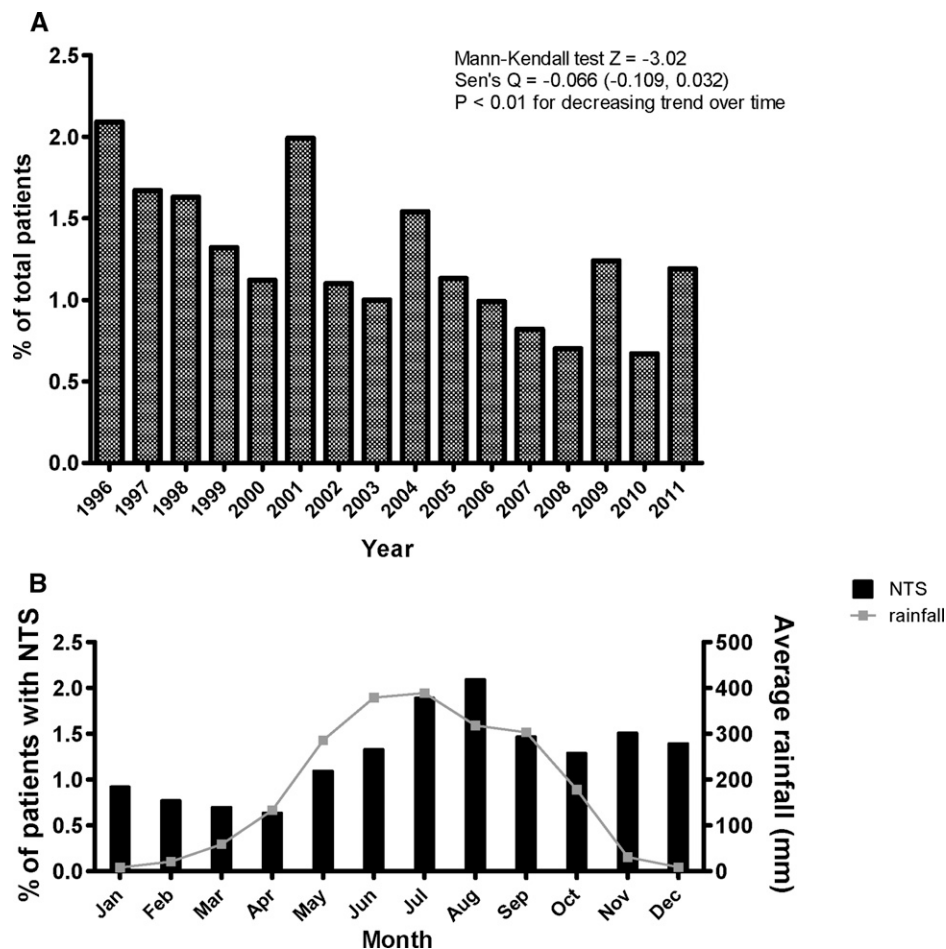 A
Mann-Kendall test Z = -3.02
Sen's Q = -0.066 (-0.109, 0.032)
P < 0.01 for decreasing trend over time
% of total patients
2.5
2.0
1.5
1.0
0.5
0.0
1996 1997 1998 1999 2000 2001 2002 2003 2004 2005 2006 2007 2008 2009 2010 2011
Year
B
NTS
rainfall
% of patients with NTS
2.5
2.0
1.5
1.0
0.5
0.0
500
400
300
200
100
0
Average rainfall (mm)
Jan Feb Mar Apr May Jun Jul Aug Sep Oct Nov Dec
Month